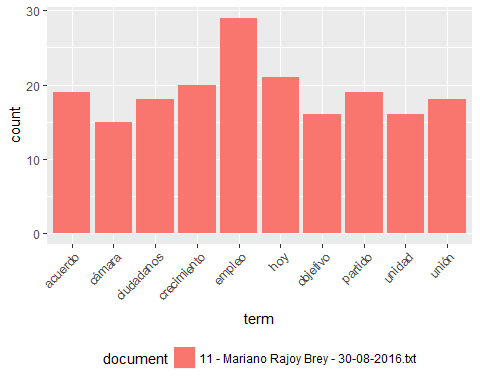 30
20
10
0
count
acuerdo
cámara
ciudadanos
crecimiento
empleo
hoy
objetivo
partido
unidad
unión
term
document 11 - Mariano Rajoy Brey - 30-08-2016.txt